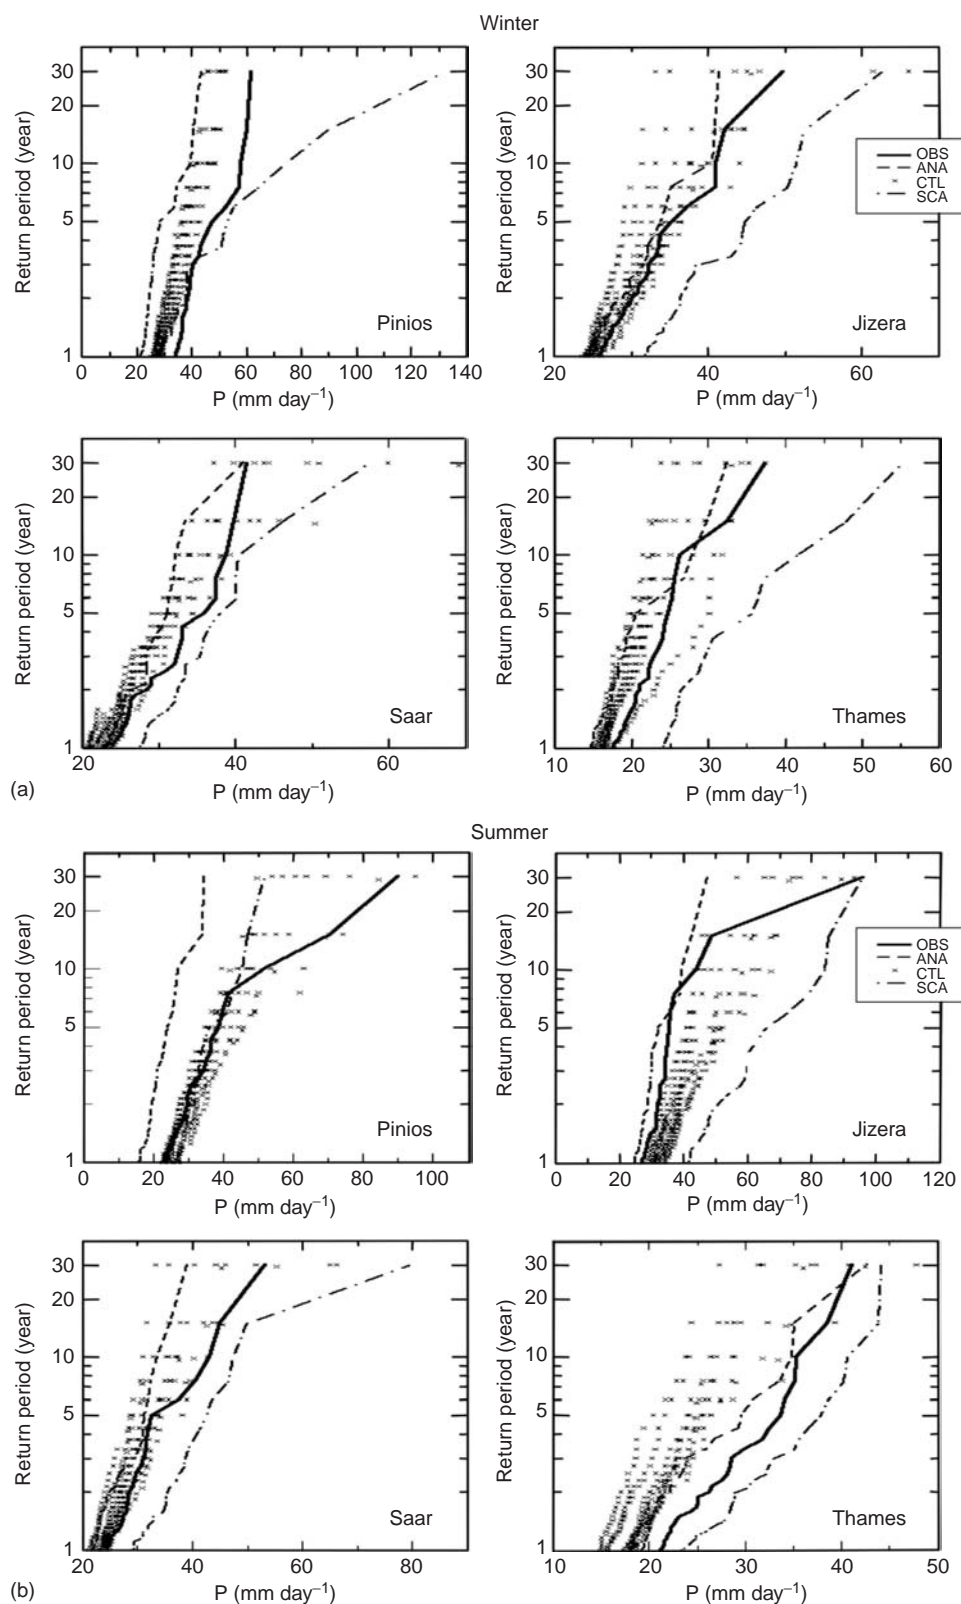 Winter
Return period (year)
30
20
10
5
1
Pinios
0 20 40 60 80 100 120 140
P (mm day⁻¹)
Return period (year)
30
20
10
5
1
OBS
ANA
CTL
SCA
Jizera
20 40 60
P (mm day⁻¹)
Return period (year)
30
20
10
5
1
Saar
20 40 60
P (mm day⁻¹)
(a)
Return period (year)
30
20
10
5
1
Thames
10 20 30 40 50 60
P (mm day⁻¹)
Summer
Return period (year)
30
20
10
5
1
Pinios
0 20 40 60 80 100
P (mm day⁻¹)
Return period (year)
30
20
10
5
1
OBS
ANA
CTL
SCA
Jizera
0 20 40 60 80 100 120
P (mm day⁻¹)
Return period (year)
30
20
10
5
1
Saar
20 40 60 80
P (mm day⁻¹)
(b)
Return period (year)
30
20
10
5
1
Thames
10 20 30 40 50
P (mm day⁻¹)